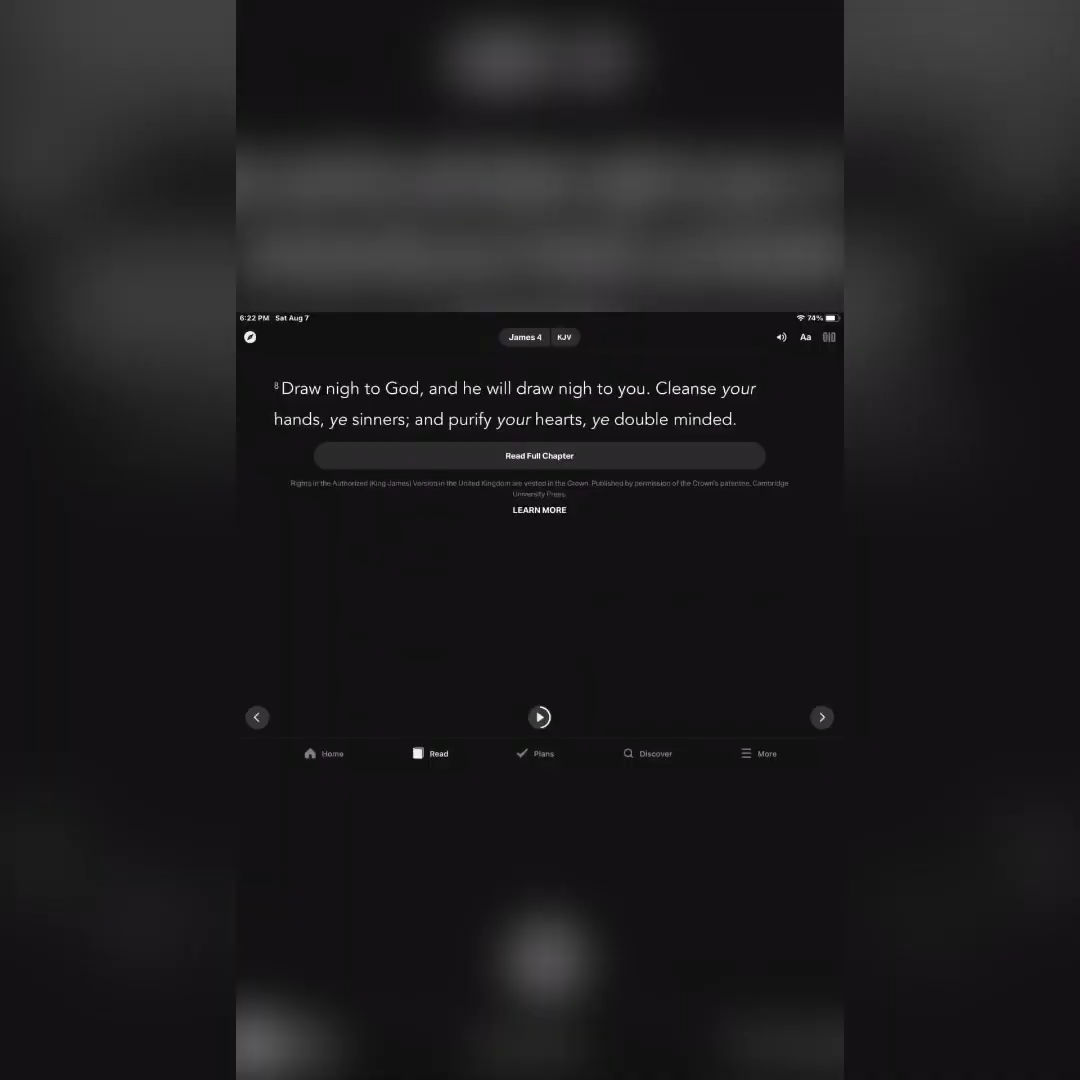 6:22 PM Sat Aug 7 74%
James 4 KJV Aa
8 Draw nigh to God, and he will draw nigh to you. Cleanse your
hands, ye sinners; and purify your hearts, ye double minded.
Read Full Chapter
Rights in the Authorized (King James) Version in the United Kingdom are vested in the Crown. Published by permission of the Crown's patentee, Cambridge
University Press.
LEARN MORE
Home Read Plans Discover More